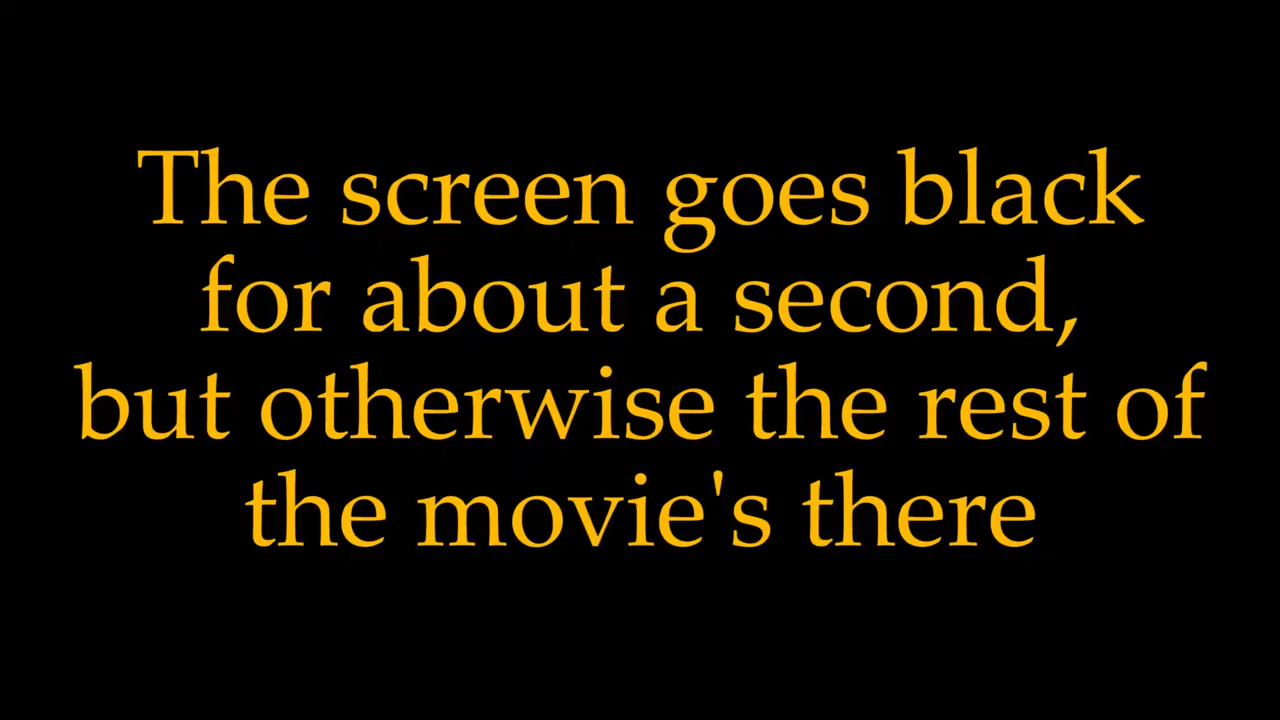 The screen goes black
for about a second,
but otherwise the rest of
the movie's there